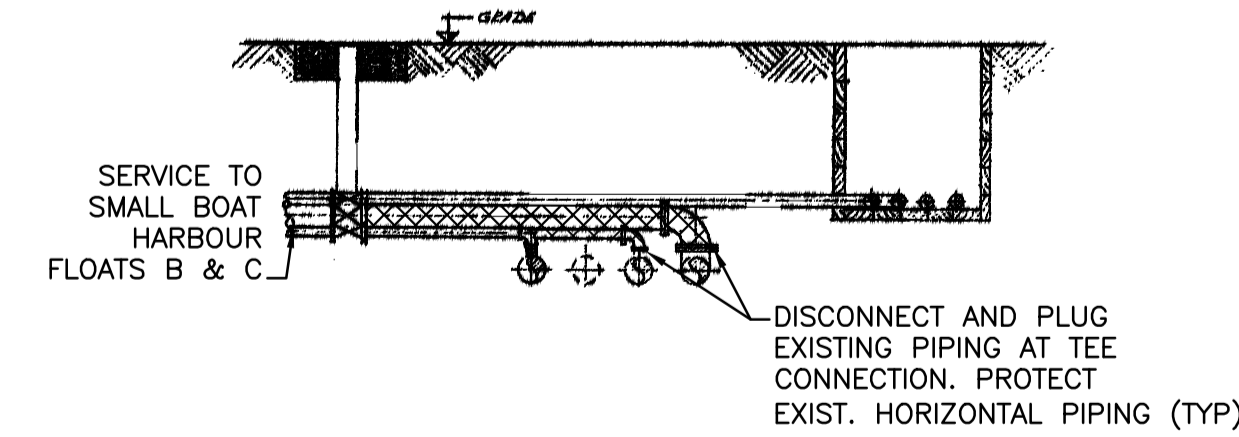 GRADE
SERVICE TO
SMALL BOAT
HARBOUR
FLOATS B & C
DISCONNECT AND PLUG
EXISTING PIPING AT TEE
CONNECTION. PROTECT
EXIST. HORIZONTAL PIPING (TYP)